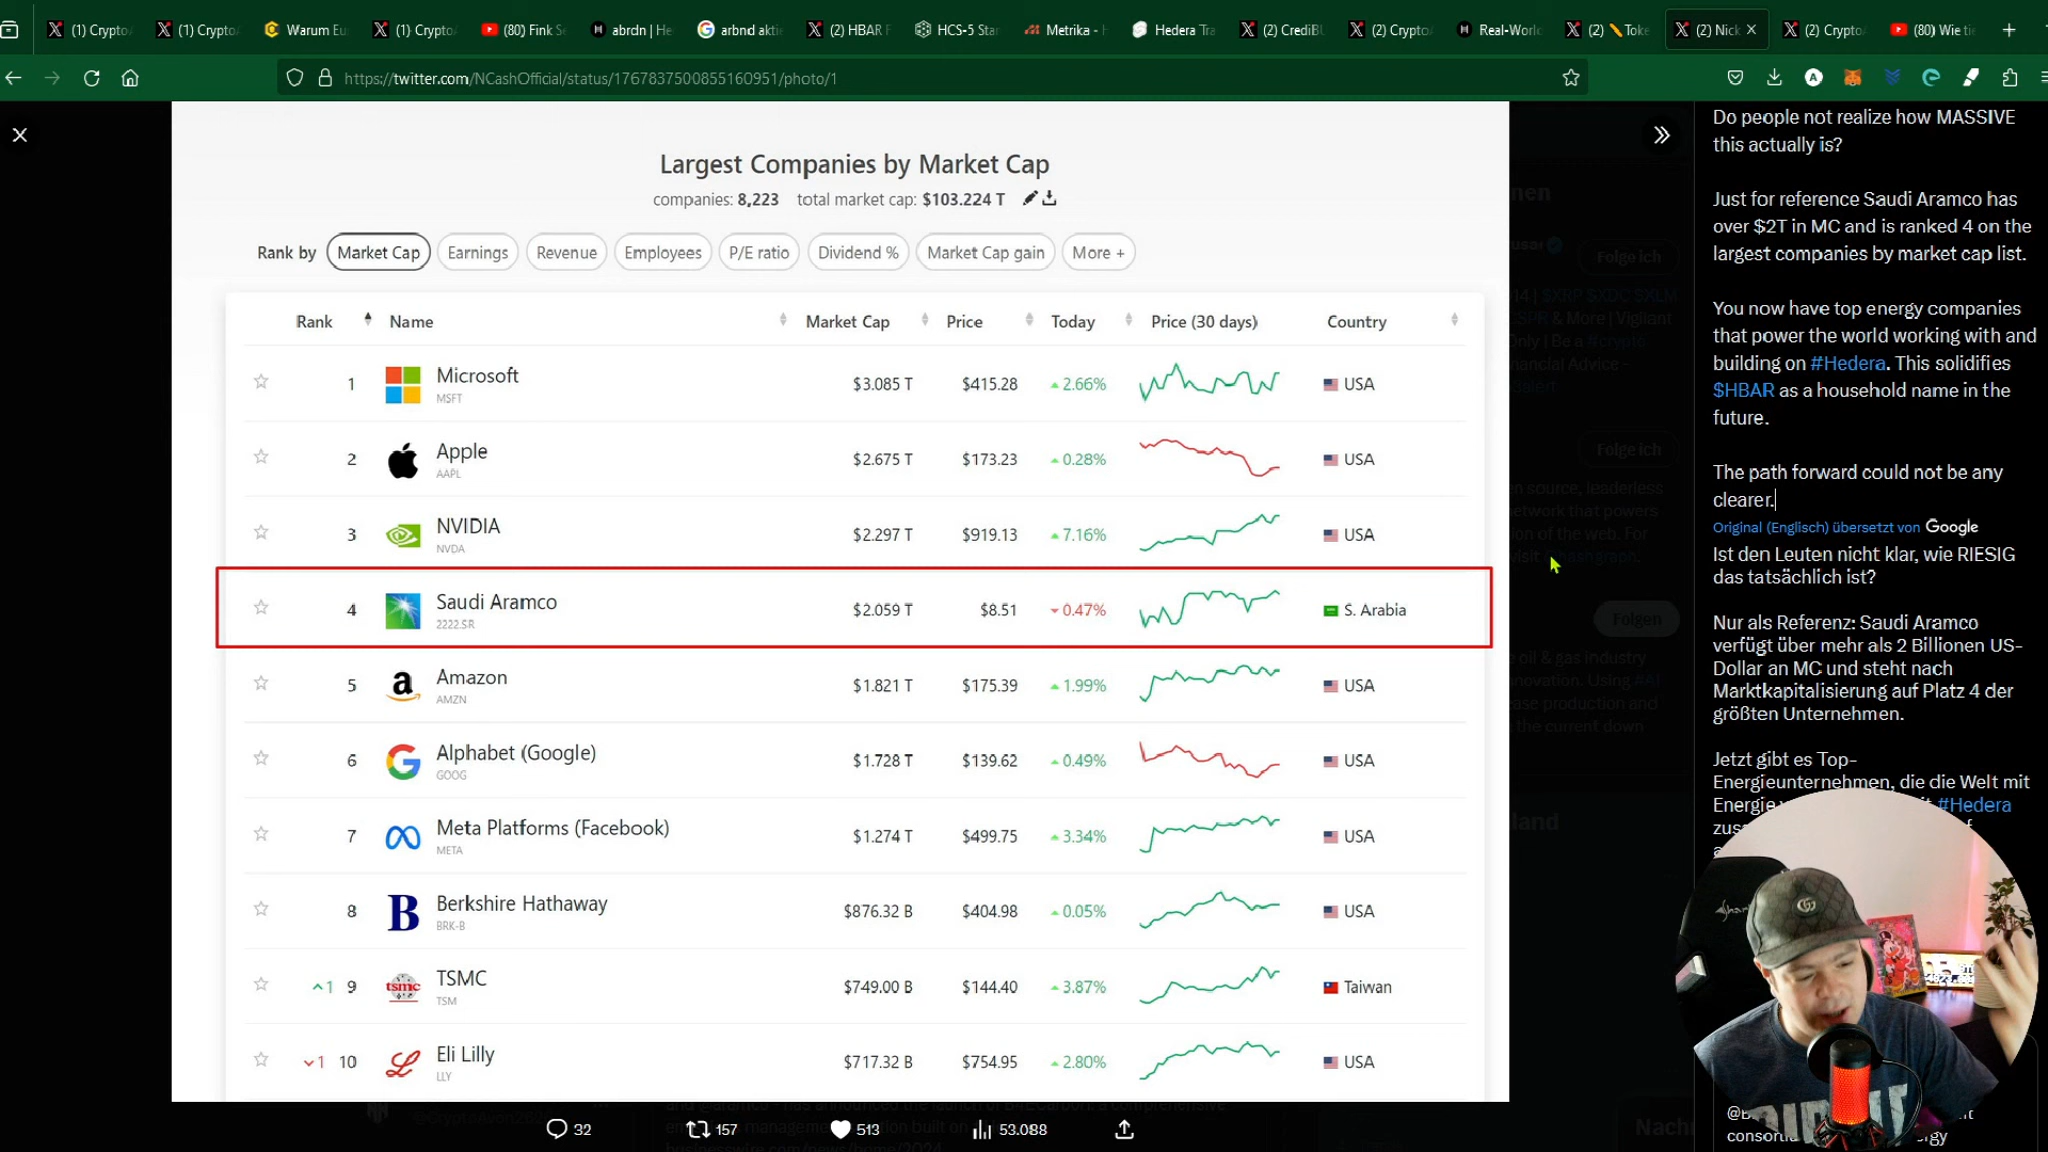 (1) Crypto
(1) Crypto
Warum Eu
(1) Crypto
(80) Fink Se
abrdn | He
arbnd akti
(2) HBAR F
HCS-5 Star
Metrika - H
Hedera Tra
(2) CrediBU
(2) Crypto
Real-World
(2) Toke
(2) Nick
(2) Crypto
(80) Wie tie
https://twitter.com/NCashOfficial/status/1767837500855160951/photo/1
Largest Companies by Market Cap
companies: 8,223 total market cap: $103.224 T
Rank by Market Cap Earnings Revenue Employees P/E ratio Dividend % Market Cap gain More +
Rank Name Market Cap Price Today Price (30 days) Country
1 Microsoft $3.085 T $415.28 2.66% USA
MSFT
2 Apple $2.675 T $173.23 0.28% USA
AAPL
3 NVIDIA $2.297 T $919.13 7.16% USA
NVDA
4 Saudi Aramco $2.059 T $8.51 0.47% S. Arabia
2222.SR
5 Amazon $1.821 T $175.39 1.99% USA
AMZN
6 Alphabet (Google) $1.728 T $139.62 0.49% USA
GOOG
7 Meta Platforms (Facebook) $1.274 T $499.75 3.34% USA
META
8 Berkshire Hathaway $876.32 B $404.98 0.05% USA
BRK-B
1 9 TSMC $749.00 B $144.40 3.87% Taiwan
TSM
1 10 Eli Lilly $717.32 B $754.95 2.80% USA
LLY
32 157 513 53.088
Do people not realize how MASSIVE
this actually is?
Just for reference Saudi Aramco has
over $2T in MC and is ranked 4 on the
largest companies by market cap list.
You now have top energy companies
that power the world working with and
building on #Hedera. This solidifies
$HBAR as a household name in the
future.
The path forward could not be any
clearer.
Original (Englisch) übersetzt von Google
Ist den Leuten nicht klar, wie RIESIG
das tatsächlich ist?
Nur als Referenz: Saudi Aramco
verfügt über mehr als 2 Billionen US-
Dollar an MC und steht nach
Marktkapitalisierung auf Platz 4 der
größten Unternehmen.
Jetzt gibt es Top-
Energieunternehmen, die die Welt mit
Energie #Hedera
Folge ich
Folge ich
Folgen